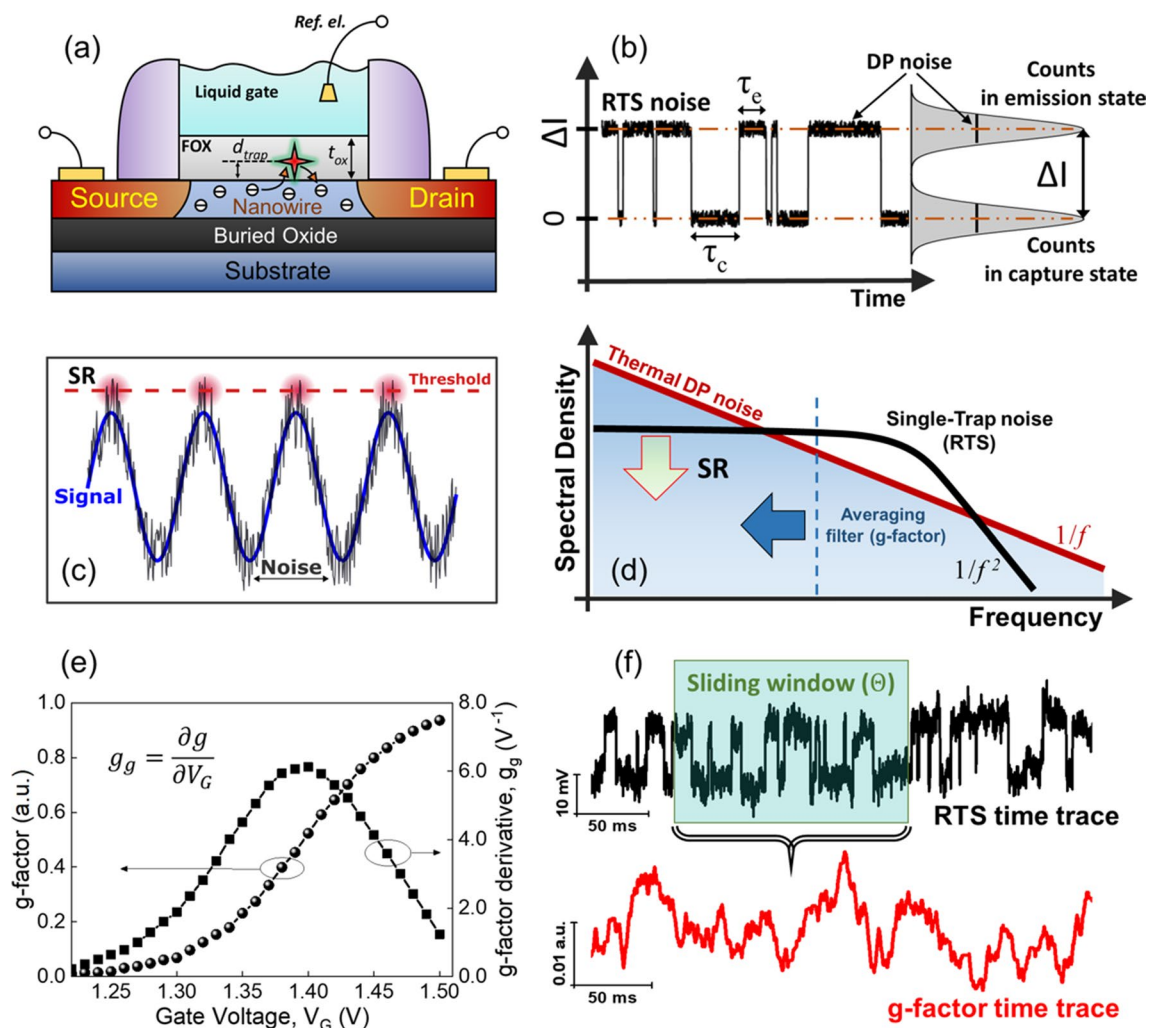 (a)
Ref. el.
Liquid gate
FOX
d_trap
t_ox
Source
Nanowire
Drain
Buried Oxide
Substrate
(b)
DP noise
Counts
in emission state
RTS noise
τ_e
ΔI
0
τ_c
ΔI
Counts
in capture state
Time
SR
Threshold
Signal
(c)
Noise
Spectral Density
Thermal DP noise
Single-Trap noise
(RTS)
SR
Averaging
filter (g-factor)
(d)
1/f
1/f²
Frequency
(e)
g-factor (a.u.)
1.0
0.8
0.6
0.4
0.2
0.0
g_g = ∂g/∂V_G
8.0
6.0
4.0
2.0
0.0
g-factor derivative, g_g (V⁻¹)
1.25 1.30 1.35 1.40 1.45 1.50
Gate Voltage, V_G (V)
(f)
Sliding window (Θ)
10 mV
50 ms
RTS time trace
0.01 a.u.
50 ms
g-factor time trace